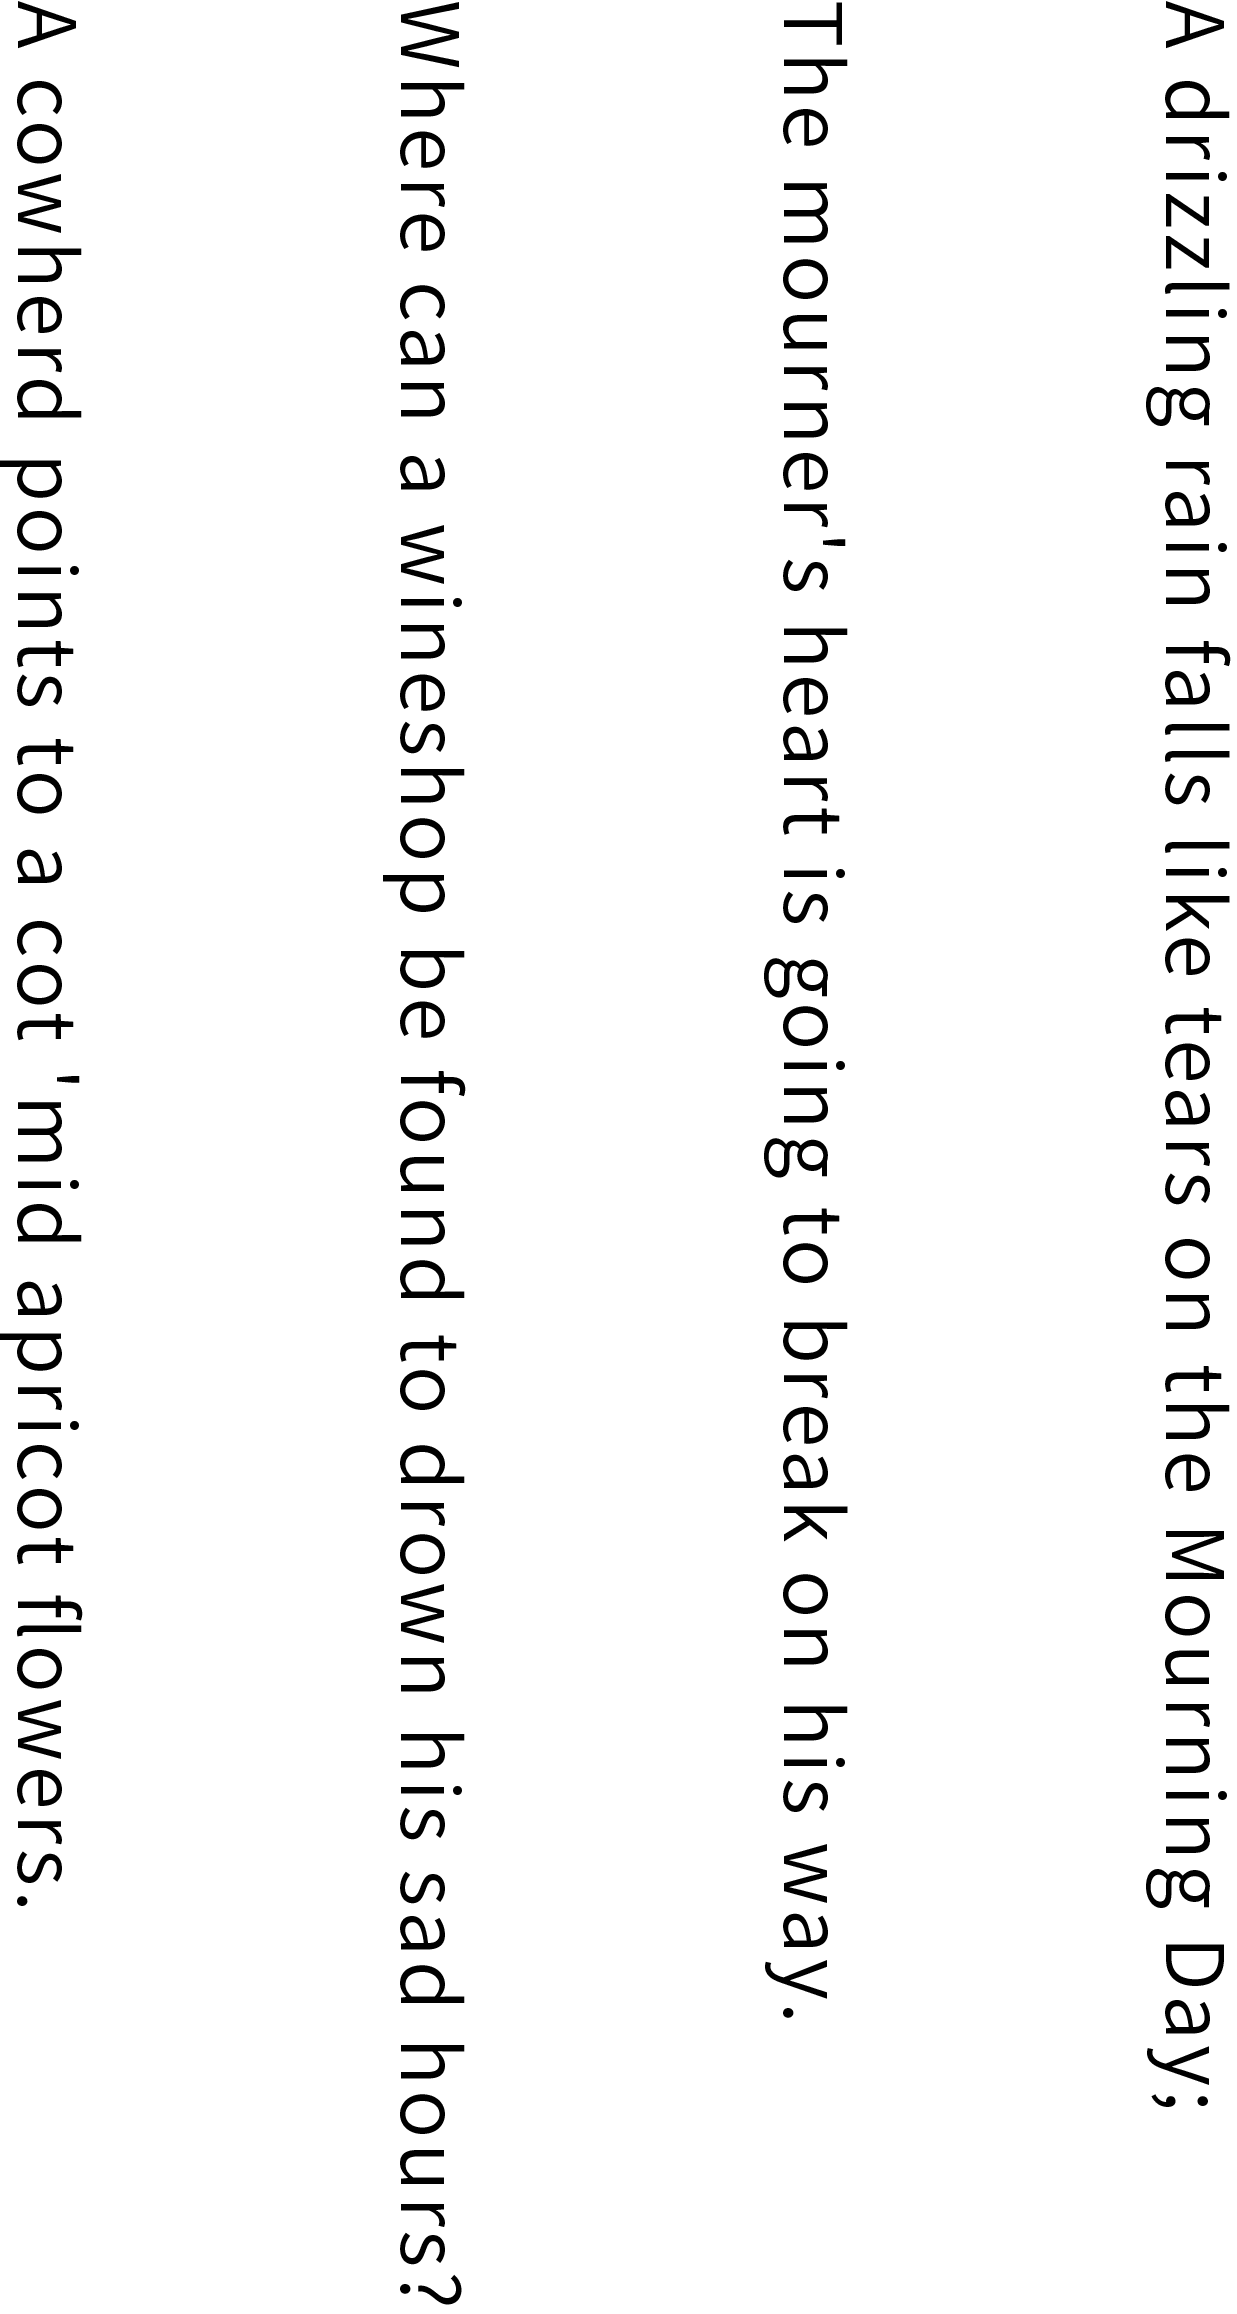 A drizzling rain falls like tears on the Mourning Day;
The mourner's heart is going to break on his way.
Where can a wineshop be found to drown his sad hours?
A cowherd points to a cot 'mid apricot flowers.